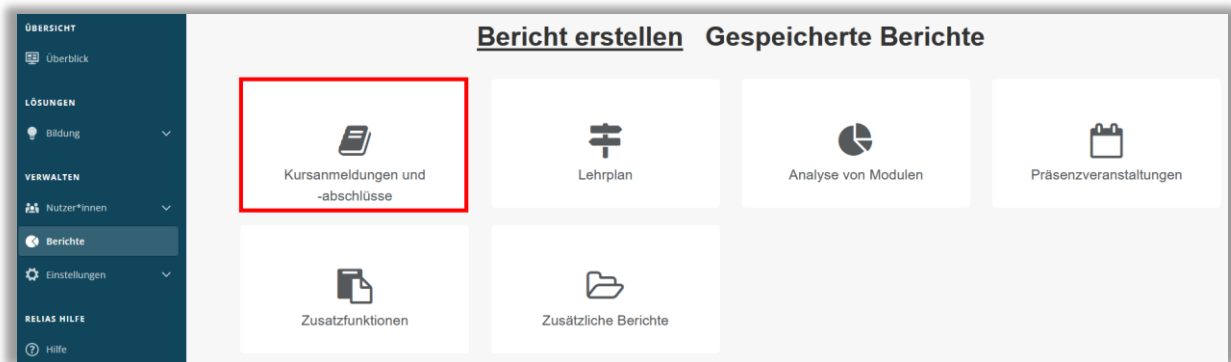 ÜBERSICHT
Überblick
LÖSUNGEN
Bildung
VERWALTEN
Nutzer*innen
Berichte
Einstellungen
RELIAS HILFE
Hilfe
Bericht erstellen Gespeicherte Berichte
Kursanmeldungen und
-abschlüsse
Lehrplan
Analyse von Modulen
Präsenzveranstaltungen
Zusatzfunktionen
Zusätzliche Berichte